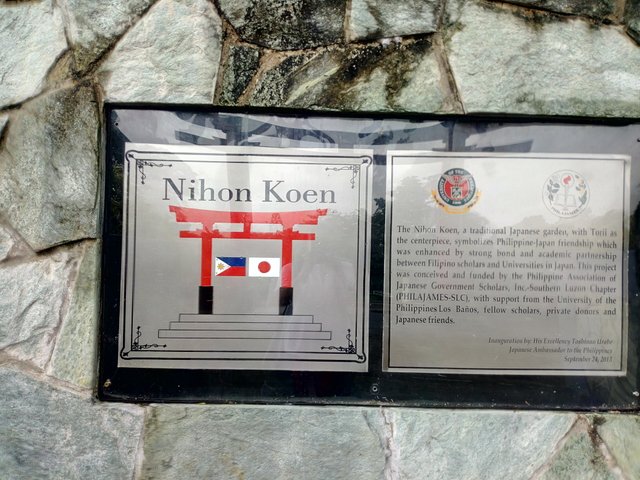 Nihon Koen
The Nihon Koen, a traditional Japanese garden, with Torii as
the centerpiece, symbolizes Philippine-Japan friendship which
was enhanced by strong bond and academic partnership
between Filipino scholars and Universities in Japan. This project
was conceived and funded by the Philippine Association of
Japanese Government Scholars, Inc.-Southern Luzon Chapter
(PHILAJAMES-SLC), with support from the University of the
Philippines Los Baños, fellow scholars, private donors and
Japanese friends.
Inauguration by: His Excellency Toshinao Urabe
Japanese Ambassador to the Philippines
September 24, 2013